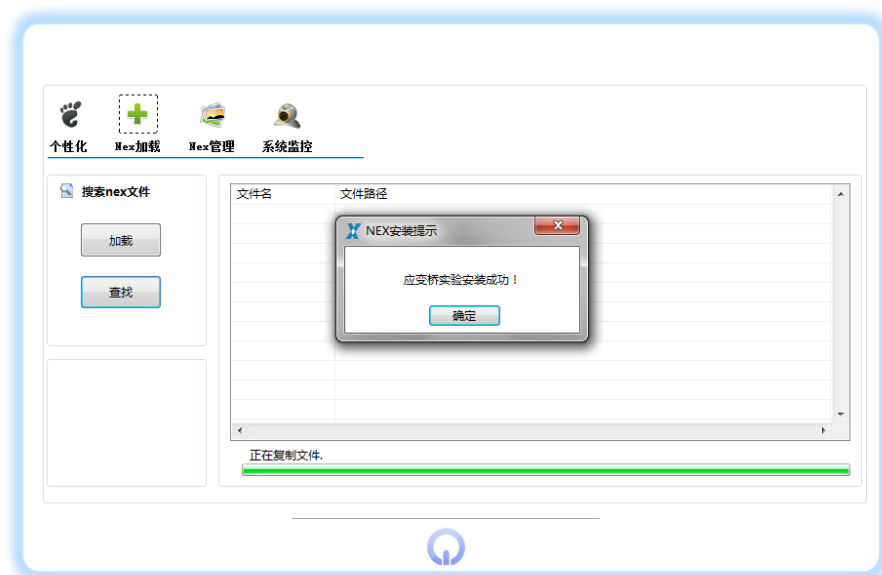 个性化 Nex加载 Nex管理 系统监控
搜索nex文件
加载
查找
文件名 文件路径
NEX安装提示
应变桥实验安装成功！
确定
正在复制文件.